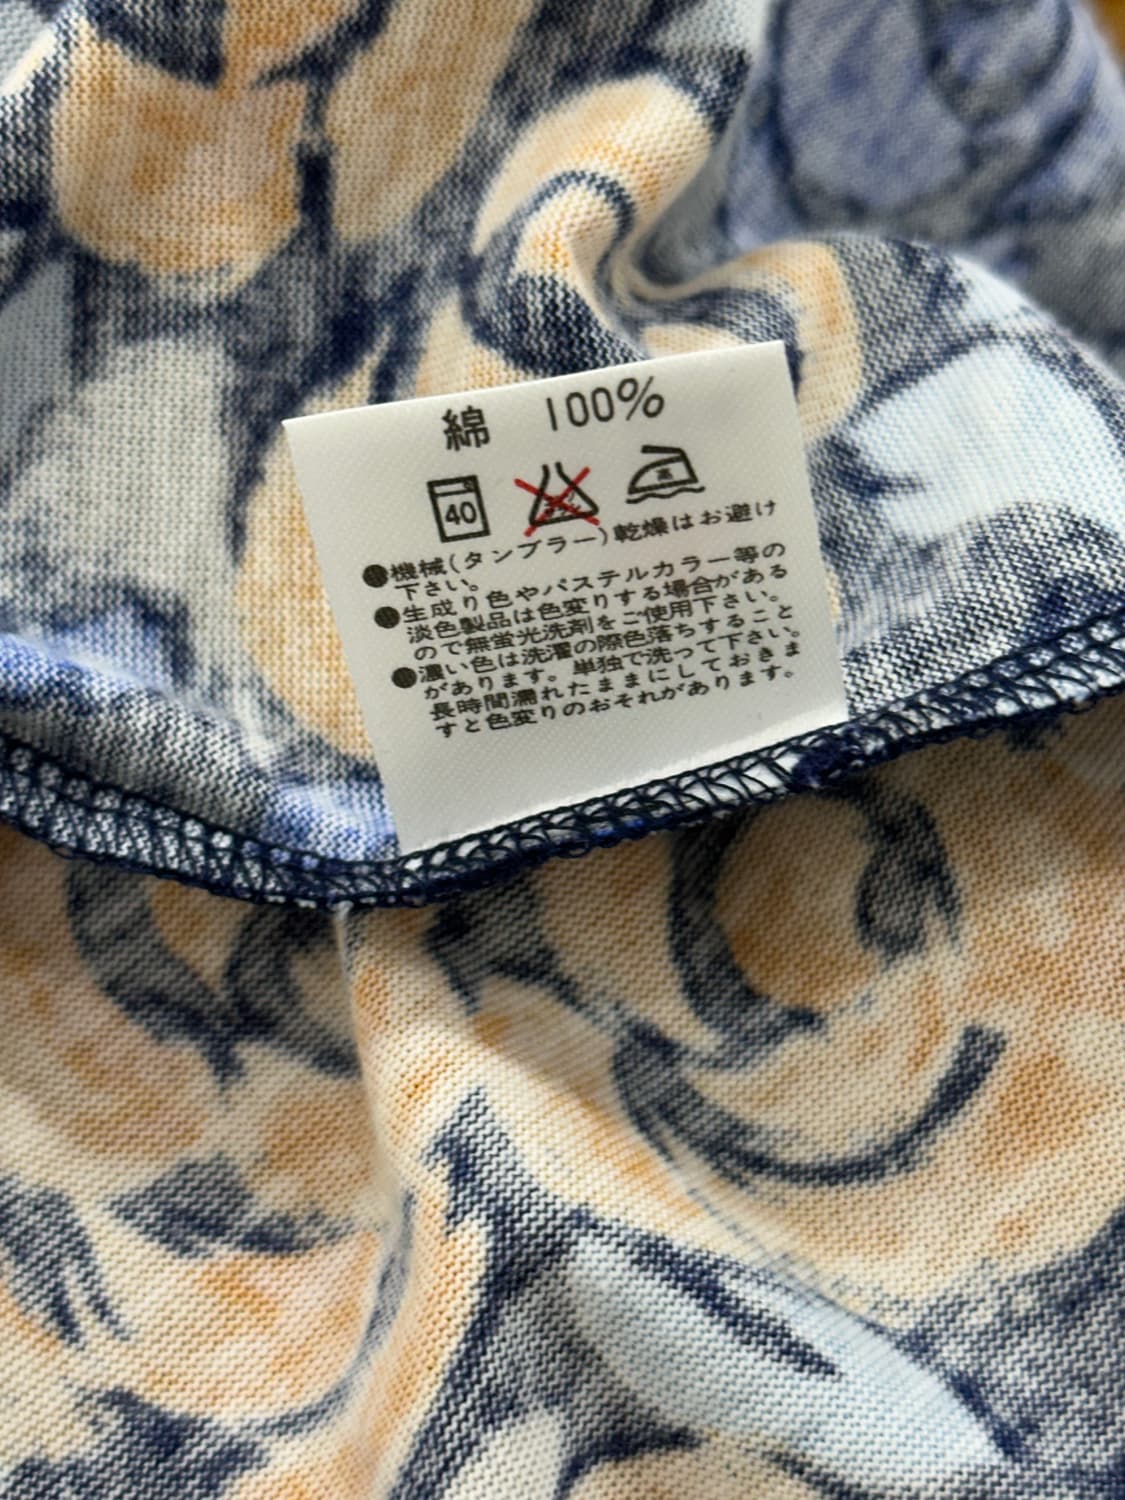 綿 100%
40
機械(タンブラー)乾燥はお避け
下さい。
生成り色やパステルカラー等の
淡色製品は色変りする場合がある
ので無蛍光洗剤をご使用下さい。
濃い色は洗濯の際色落ちすること
があります。単独で洗って下さい。
長時間濡れたままにしておきま
すと色変りのおそれがあります。